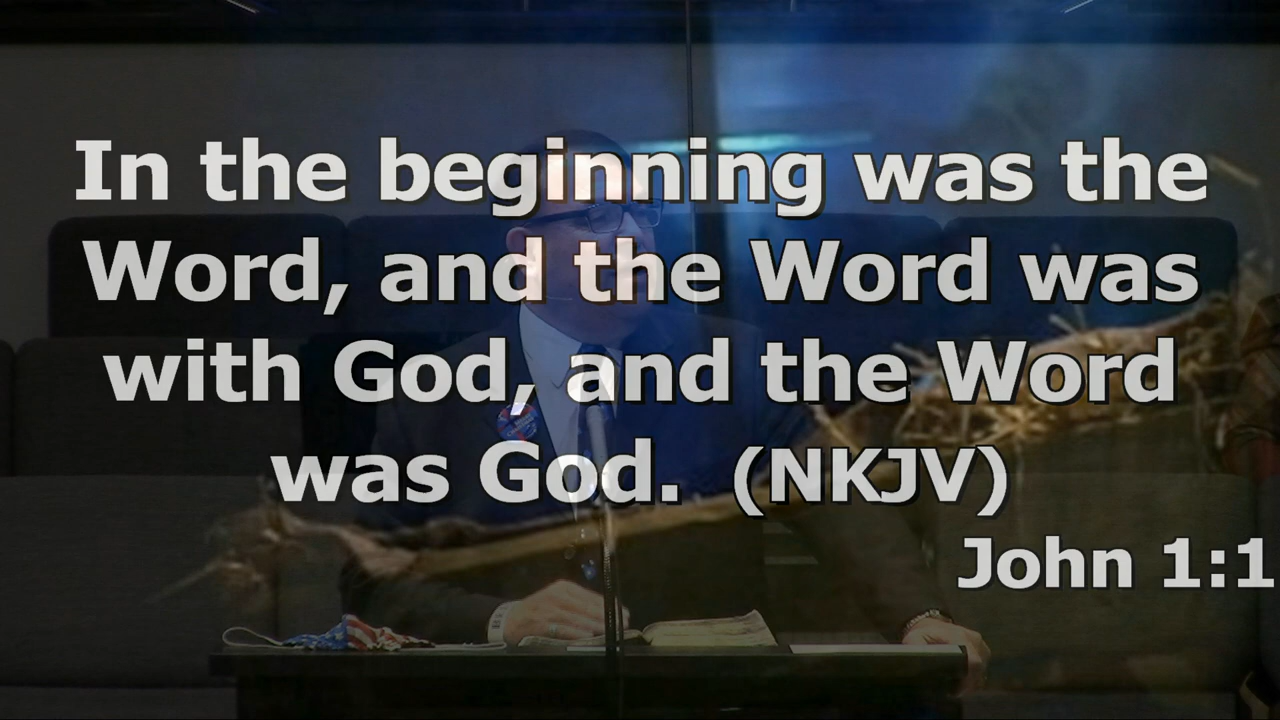 In the beginning was the
Word, and the Word was
with God, and the Word
was God. (NKJV)
John 1:1